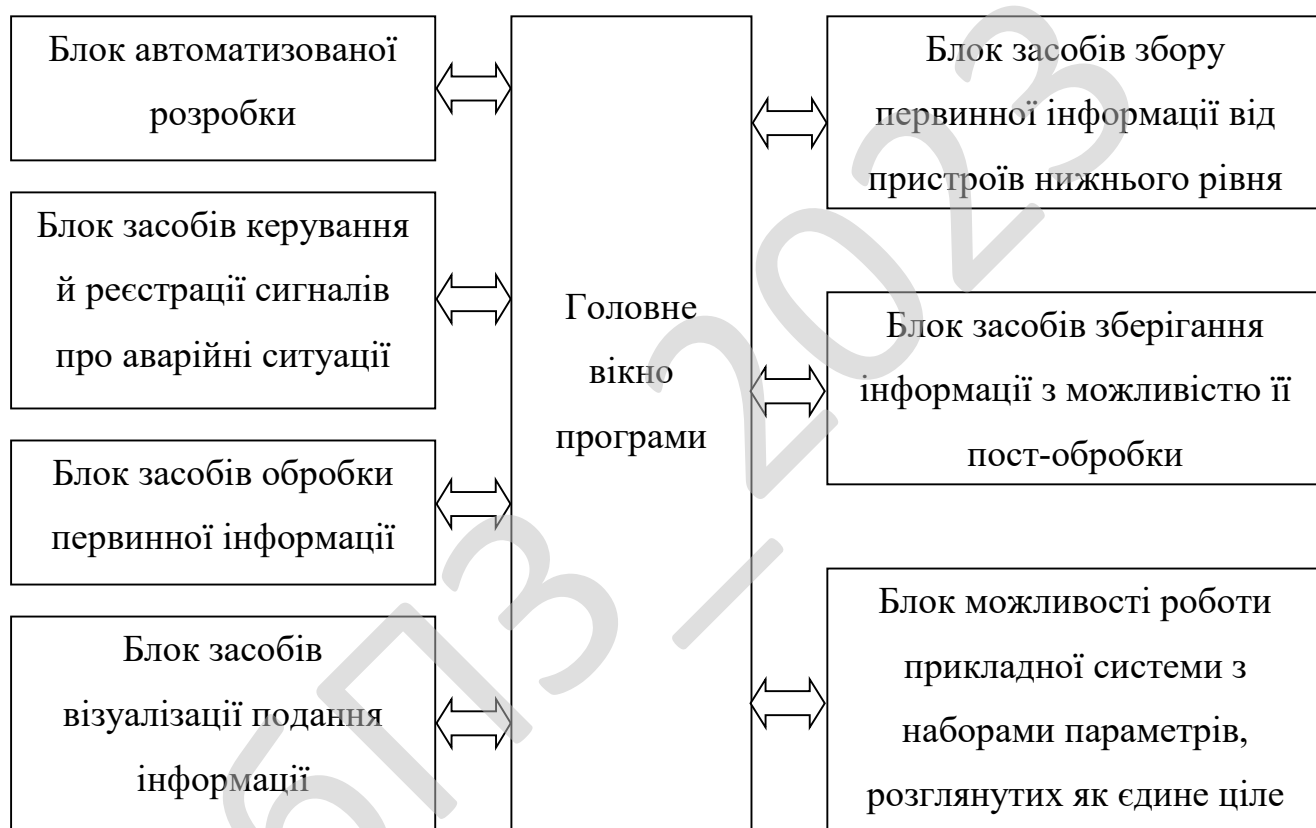 Блок автоматизованої
розробки
Блок засобів керування
й реєстрації сигналів
про аварійні ситуації
Блок засобів обробки
первинної інформації
Блок засобів
візуалізації подання
інформації
Головне
вікно
програми
Блок засобів збору
первинної інформації від
пристроїв нижнього рівня
Блок засобів зберігання
інформації з можливістю її
пост-обробки
Блок можливості роботи
прикладної системи з
наборами параметрів,
розглянутих як єдине ціле
бПЗ_2023